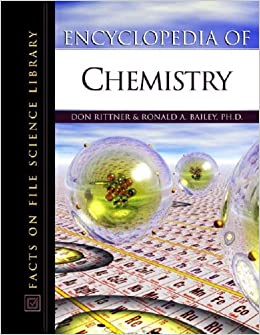 ENCYCLOPEDIA OF
CHEMISTRY
DON RITTNER & RONALD A. BAILEY, PH.D.
FACTS ON FILE SCIENCE LIBRARY